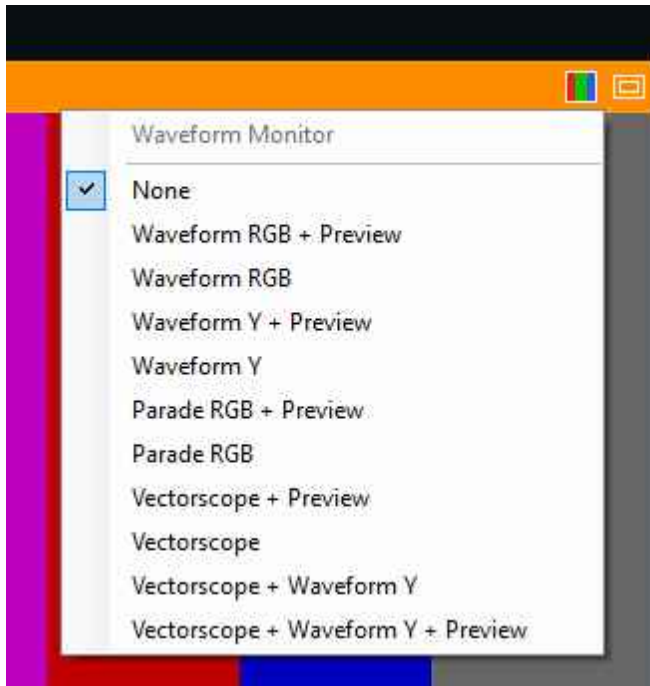 Waveform Monitor
None
Waveform RGB + Preview
Waveform RGB
Waveform Y + Preview
Waveform Y
Parade RGB + Preview
Parade RGB
Vectorscope + Preview
Vectorscope
Vectorscope + Waveform Y
Vectorscope + Waveform Y + Preview